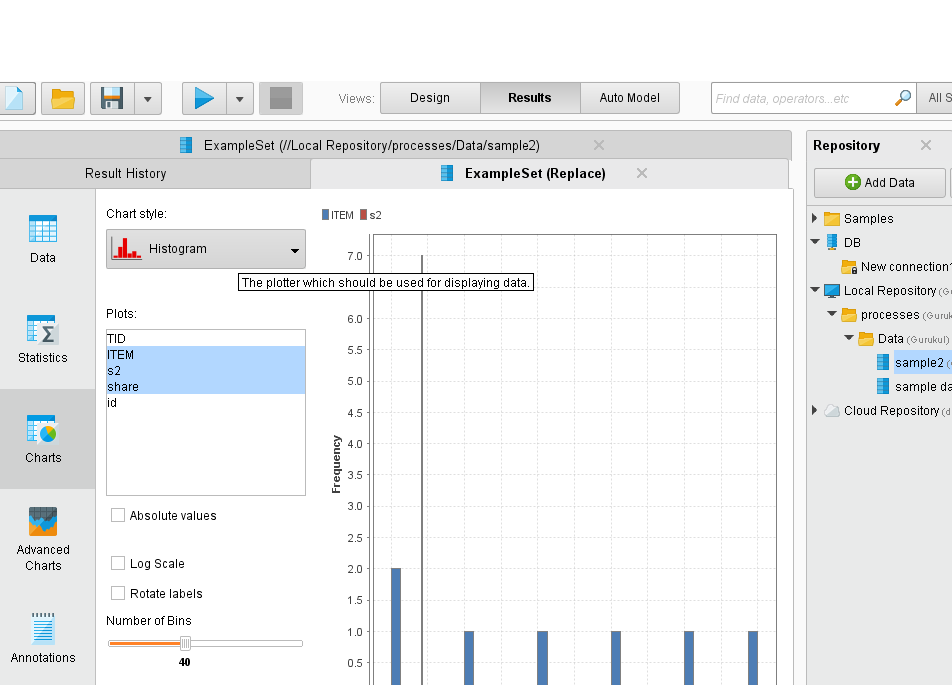 Views:
Design
Results
Auto Model
Find data, operators...etc
All S
ExampleSet (//Local Repository/processes/Data/sample2)
Result History
ExampleSet (Replace)
Repository
Add Data
Samples
DB
New connection
Local Repository (G
processes (Guruk
Data (Gurukul)
sample2 (
sample da
Cloud Repository (d
Data
Statistics
Charts
Advanced
Charts
Annotations
Chart style:
Histogram
The plotter which should be used for displaying data.
Plots:
TID
ITEM
s2
share
id
Absolute values
Log Scale
Rotate labels
Number of Bins
40
ITEM s2
Frequency
7.0
6.0
5.5
5.0
4.5
4.0
3.5
3.0
2.5
2.0
1.5
1.0
0.5